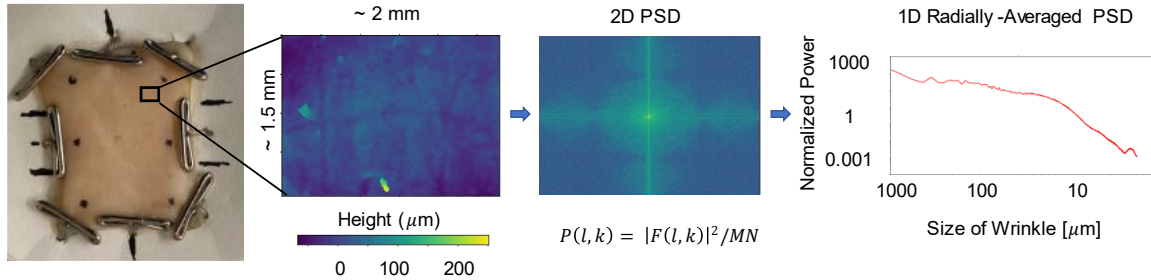 ~ 2 mm
2D PSD
1D Radially -Averaged PSD
~ 1.5 mm
Height (μm)
0 100 200
P(l, k) = |F(l, k)|²/MN
Normalized Power
1000
1
0.001
1000 100 10
Size of Wrinkle [μm]